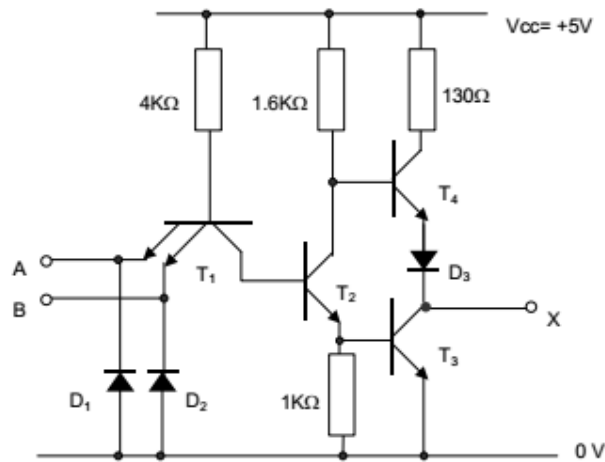 Vcc= +5V
4KΩ
1.6KΩ
130Ω
T₄
A
T₁
D₃
B
T₂
X
T₃
D₁
D₂
1KΩ
0 V